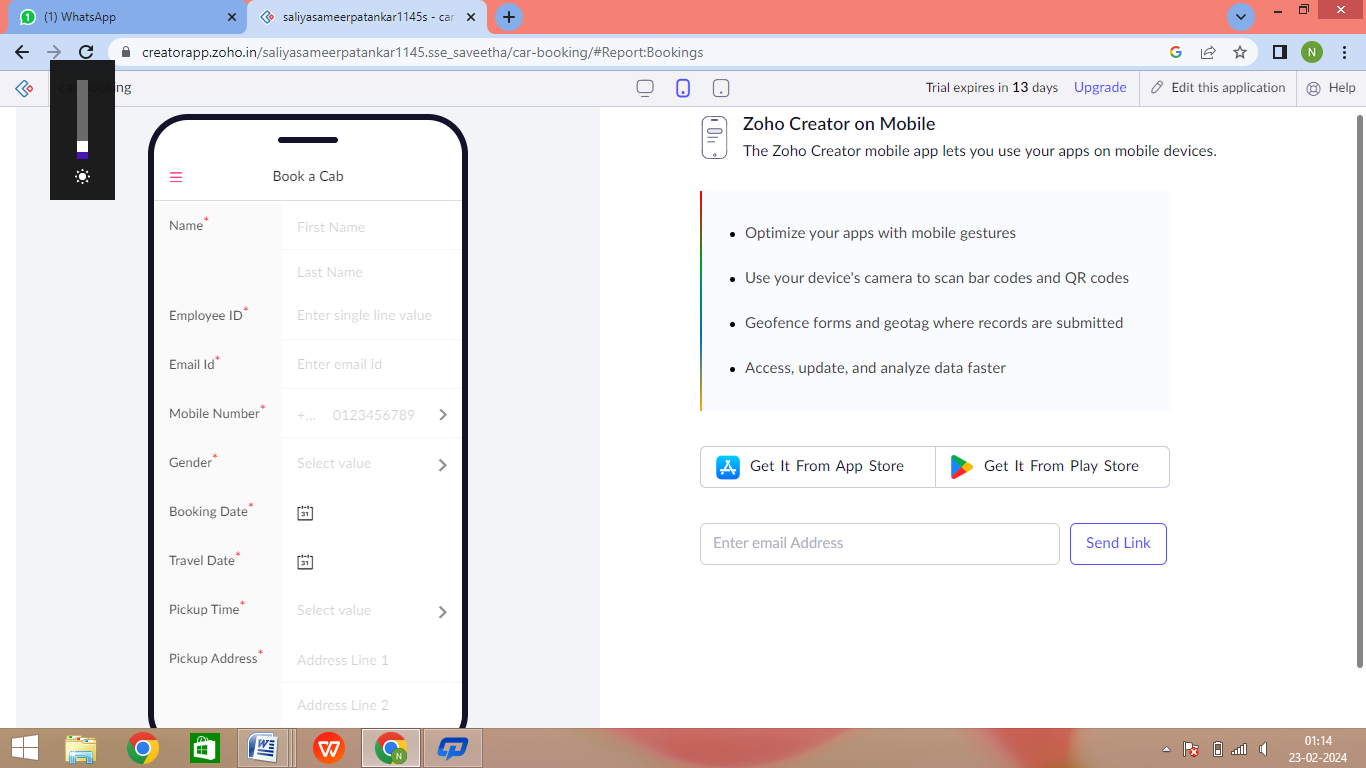 (1) WhatsApp
saliyasameerpatankar1145s - car
creatorapp.zoho.in/saliyasameerpatankar1145.sse_saveetha/car-booking/#Report:Bookings
N
car-booking
Trial expires in 13 days
Upgrade
Edit this application
Help
Book a Cab
Name*
First Name
Last Name
Employee ID*
Enter single line value
Email Id*
Enter email id
Mobile Number*
+... 0123456789
Gender*
Select value
Booking Date*
31
Travel Date*
31
Pickup Time*
Select value
Pickup Address*
Address Line 1
Address Line 2
Zoho Creator on Mobile
The Zoho Creator mobile app lets you use your apps on mobile devices.
Optimize your apps with mobile gestures
Use your device's camera to scan bar codes and QR codes
Geofence forms and geotag where records are submitted
Access, update, and analyze data faster
Get It From App Store
Get It From Play Store
Enter email Address
Send Link
01:14
23-02-2024